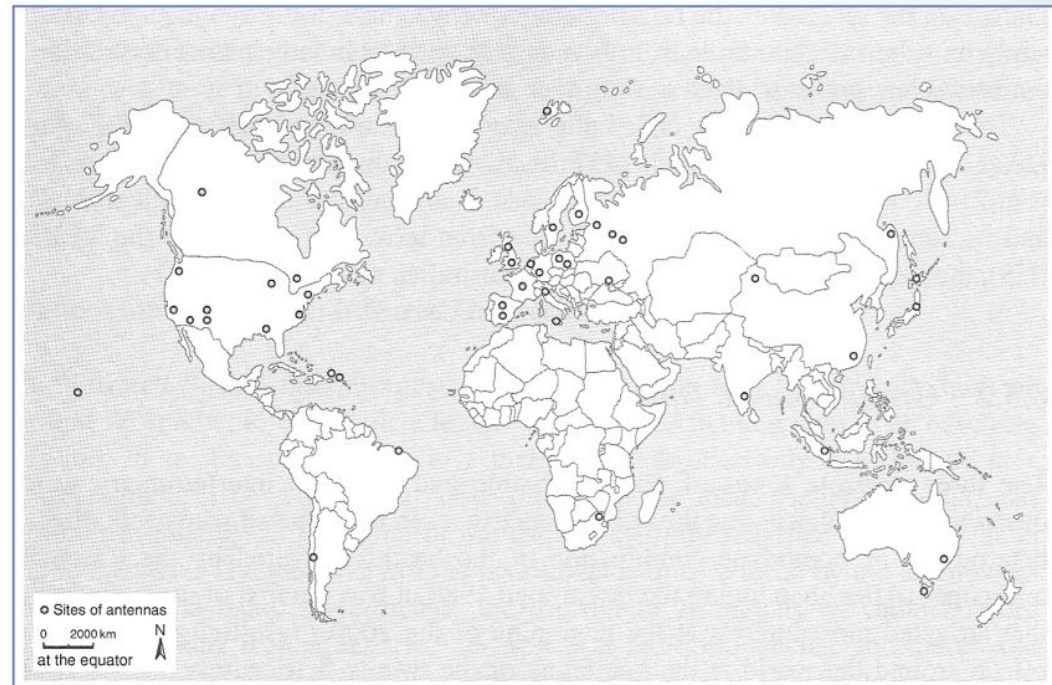 Sites of antennas
0 2000 km
N
at the equator